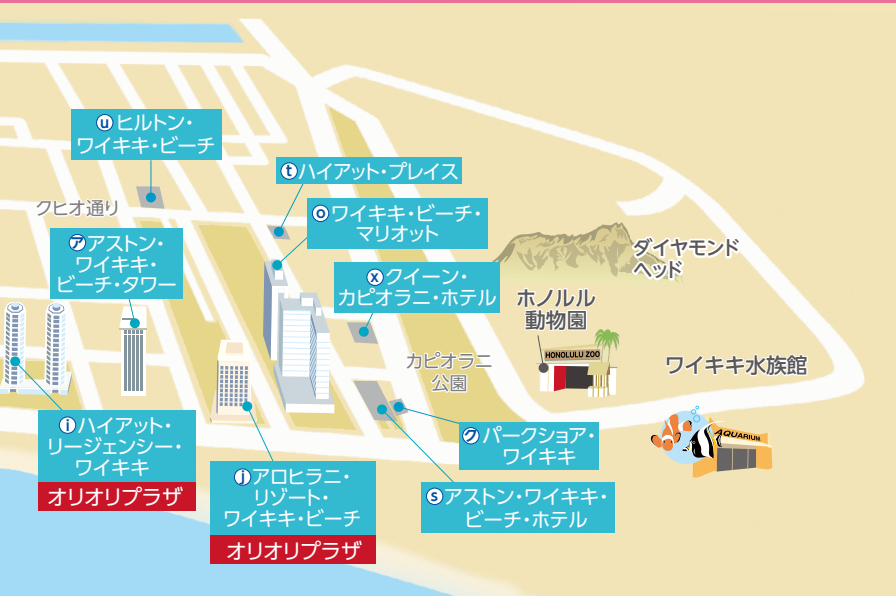 uヒルトン・
ワイキキ・ビーチ
tハイアット・プレイス
クヒオ通り
oワイキキ・ビーチ・
マリオット
アアストン・
ワイキキ・
ビーチ・タワー
xクイーン・
カピオラニ・ホテル
ダイヤモンド
ヘッド
ホノルル
動物園
HONOLULU ZOO
カピオラニ
公園
ワイキキ水族館
AQUARIUM
iハイアット・
リージェンシー・
ワイキキ
オリオリプラザ
jアロヒラニ・
リゾート・
ワイキキ・ビーチ
オリオリプラザ
クパークショア・
ワイキキ
sアストン・ワイキキ・
ビーチ・ホテル